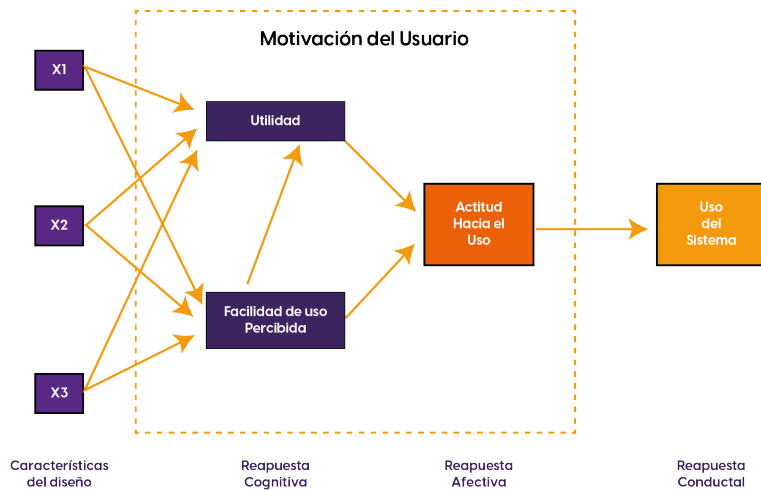 Motivación del Usuario
X1
Utilidad
X2
Actitud
Hacia el
Uso
Uso
del
Sistema
Facilidad de uso
Percibida
X3
Características
del diseño
Reapuesta
Cognitiva
Reapuesta
Afectiva
Reapuesta
Conductal